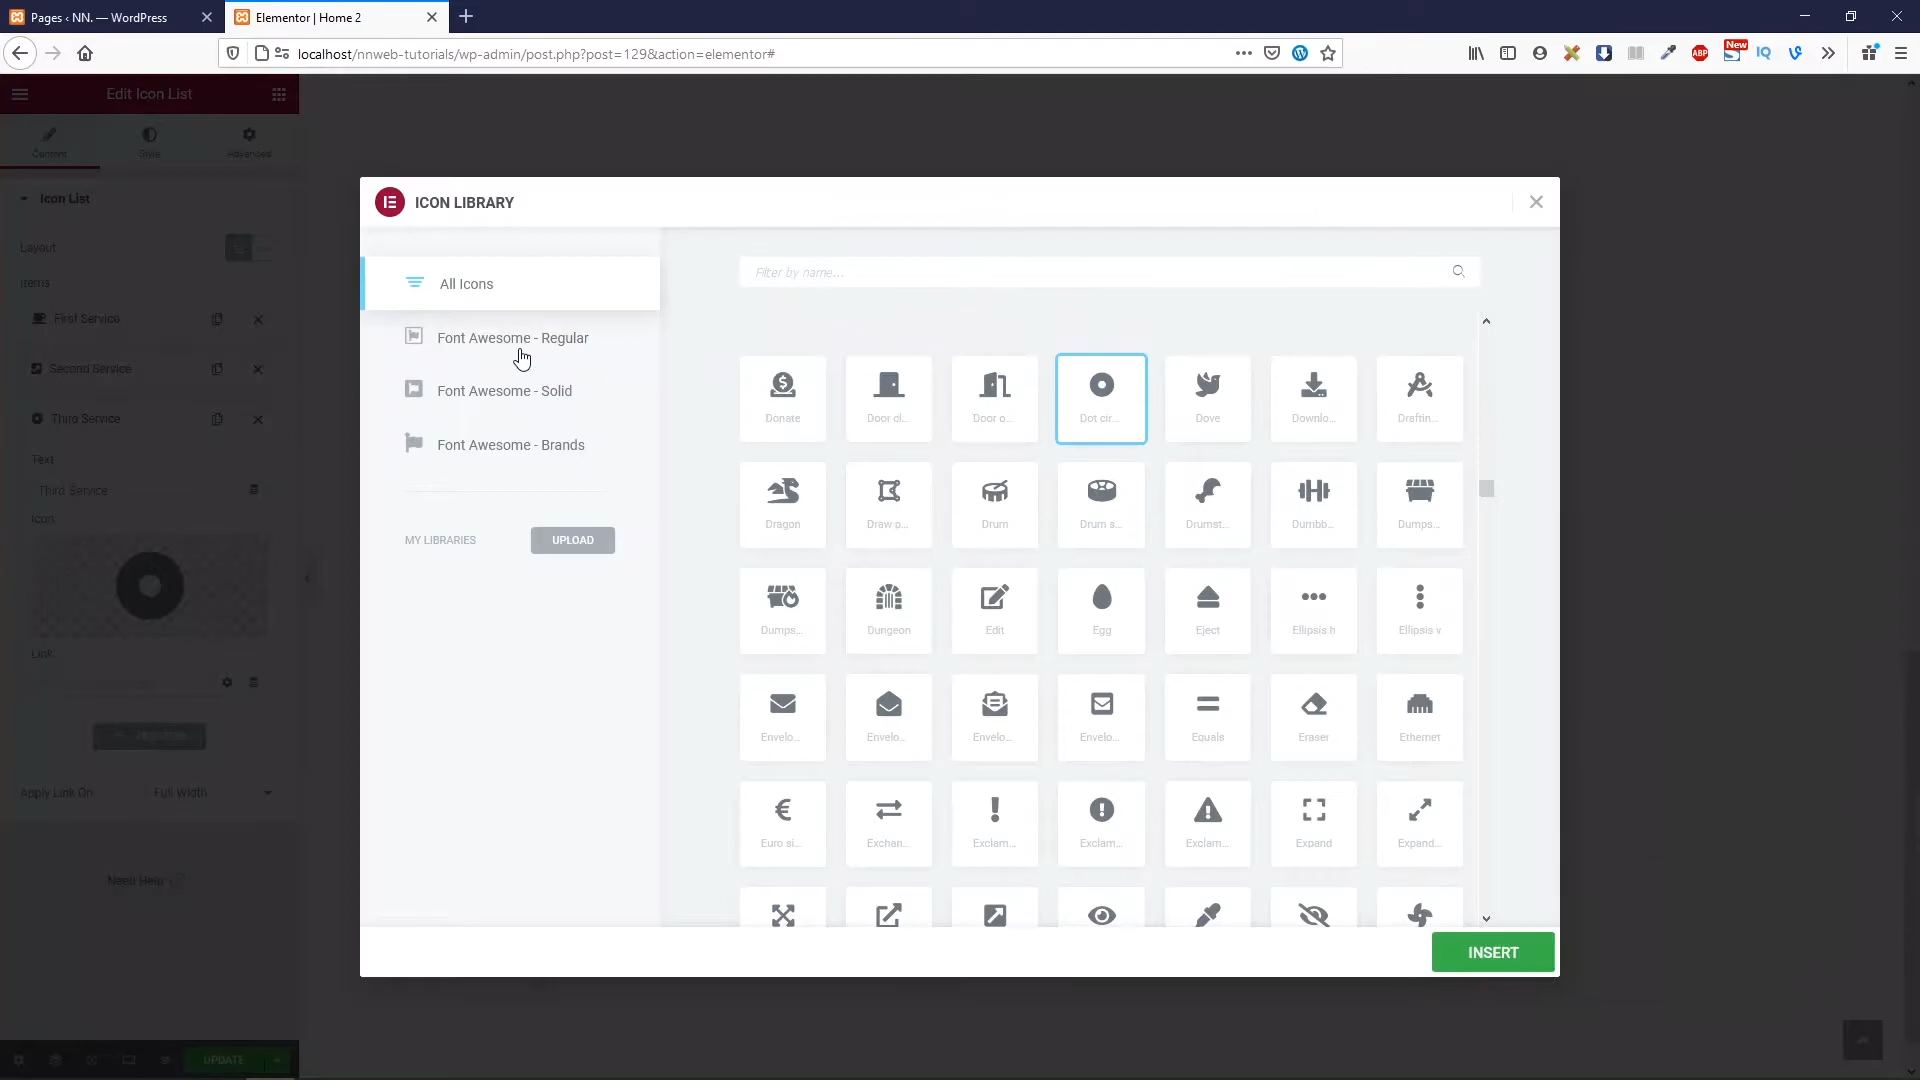 Pages ‹ NN. — WordPress
Elementor | Home 2
localhost/nnweb-tutorials/wp-admin/post.php?post=129&action=elementor#
ABP
New
IQ
Edit Icon List
Content
Style
Advanced
Icon List
Layout
Items
First Service
Second Service
Third Service
Text
Third Service
Icon
Link
Apply Link On
Full Width
Need Help
UPDATE
ICON LIBRARY
All Icons
Font Awesome - Regular
Font Awesome - Solid
Font Awesome - Brands
MY LIBRARIES
UPLOAD
Filter by name...
Donate
Door cl...
Door o...
Dot cir...
Dove
Downlo...
Draftin...
Dragon
Draw p...
Drum
Drum s...
Drumst...
Dumbb...
Dumps...
Dumps...
Dungeon
Edit
Egg
Eject
Ellipsis h
Ellipsis v
Envelo...
Envelo...
Envelo...
Envelo...
Equals
Eraser
Ethernet
Euro si...
Exchan...
Exclam...
Exclam...
Exclam...
Expand
Expand...
INSERT